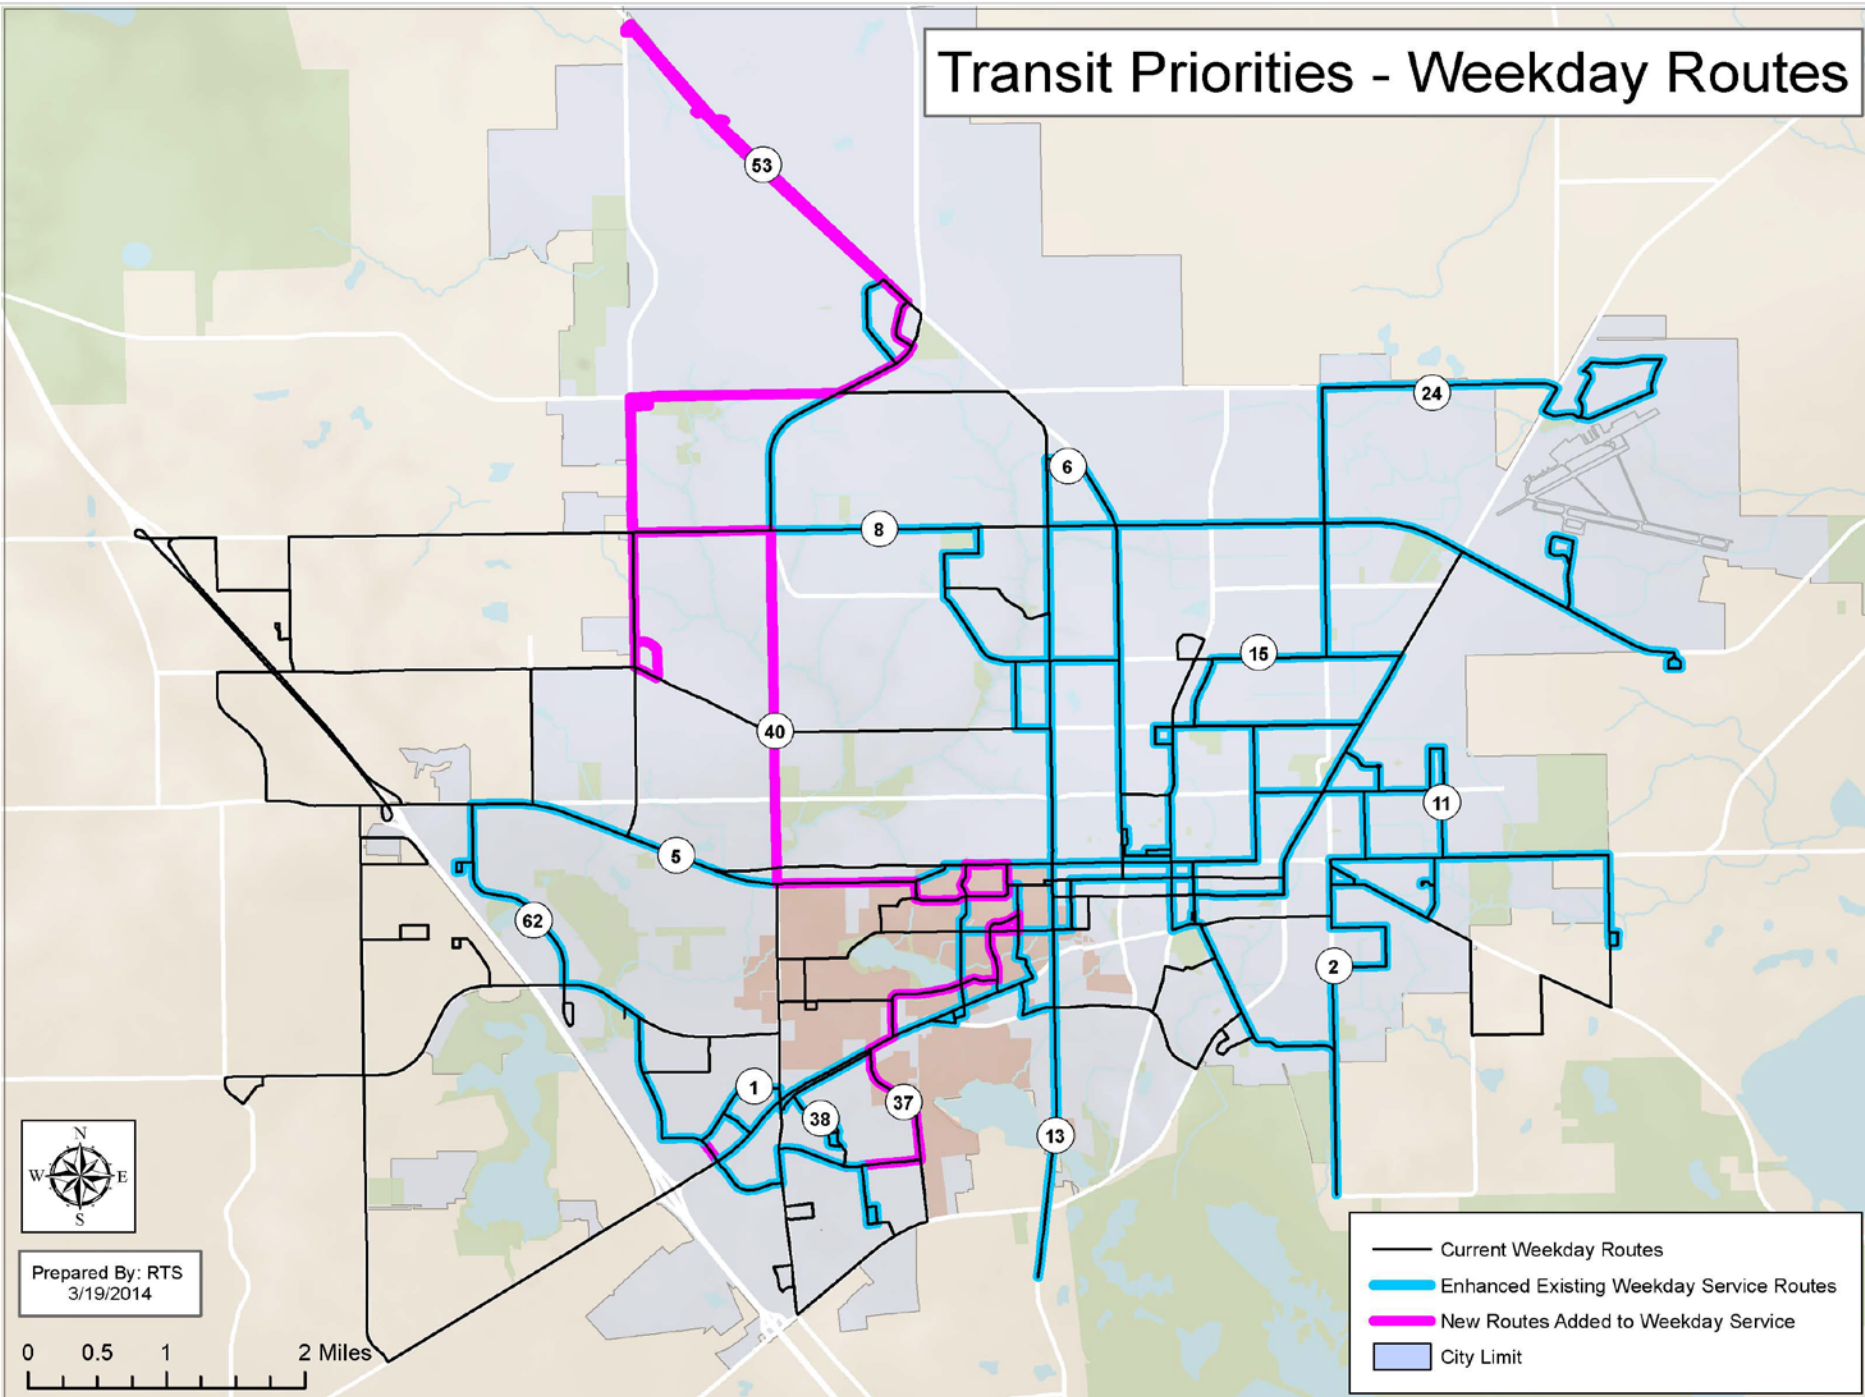 Transit Priorities - Weekday Routes
53
24
6
8
15
40
11
5
62
2
1
37
38
13
N
W E
S
Prepared By: RTS
3/19/2014
0 0.5 1 2 Miles
Current Weekday Routes
Enhanced Existing Weekday Service Routes
New Routes Added to Weekday Service
City Limit